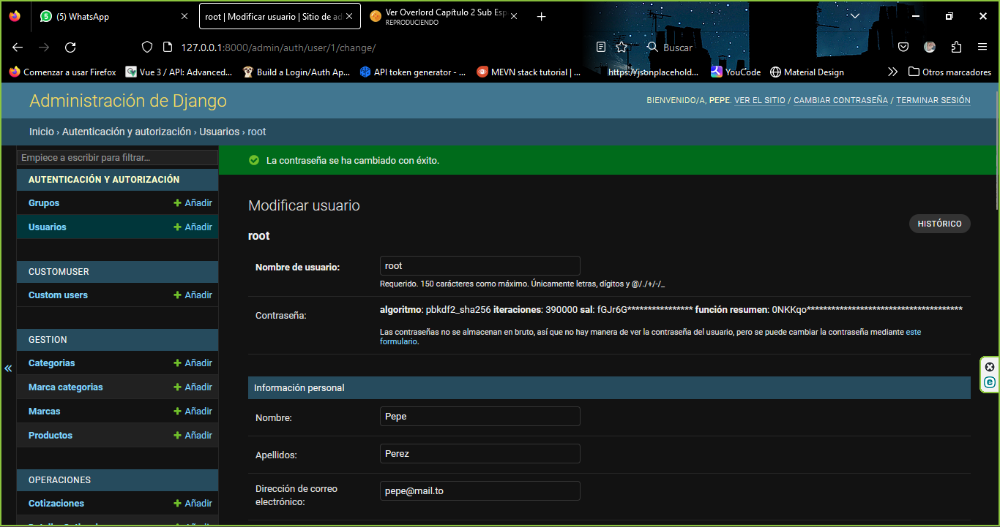 (5) WhatsApp
root | Modificar usuario | Sitio de ad
Ver Overlord Capítulo 2 Sub Esp
REPRODUCIENDO
127.0.0.1:8000/admin/auth/user/1/change/
Buscar
Comenzar a usar Firefox
Vue 3 / API: Advanced...
Build a Login/Auth Ap...
API token generator - ...
MEVN stack tutorial | ...
https://jsonplacehold...
YouCode
Material Design
Otros marcadores
Administración de Django
BIENVENIDO/A, PEPE. VER EL SITIO / CAMBIAR CONTRASEÑA / TERMINAR SESIÓN
Inicio › Autenticación y autorización › Usuarios › root
Empiece a escribir para filtrar...
AUTENTICACIÓN Y AUTORIZACIÓN
Grupos + Añadir
Usuarios + Añadir
CUSTOMUSER
Custom users + Añadir
GESTION
Categorias + Añadir
Marca categorias + Añadir
Marcas + Añadir
Productos + Añadir
OPERACIONES
Cotizaciones + Añadir
La contraseña se ha cambiado con éxito.
Modificar usuario
HISTÓRICO
root
Nombre de usuario: root
Requerido. 150 carácteres como máximo. Únicamente letras, dígitos y @/./+/-/_
Contraseña: algoritmo: pbkdf2_sha256 iteraciones: 390000 sal: fGJr6G**************** función resumen: 0NKKqo**************************************
Las contraseñas no se almacenan en bruto, así que no hay manera de ver la contraseña del usuario, pero se puede cambiar la contraseña mediante este
formulario.
Información personal
Nombre: Pepe
Apellidos: Perez
Dirección de correo
electrónico: pepe@mail.to